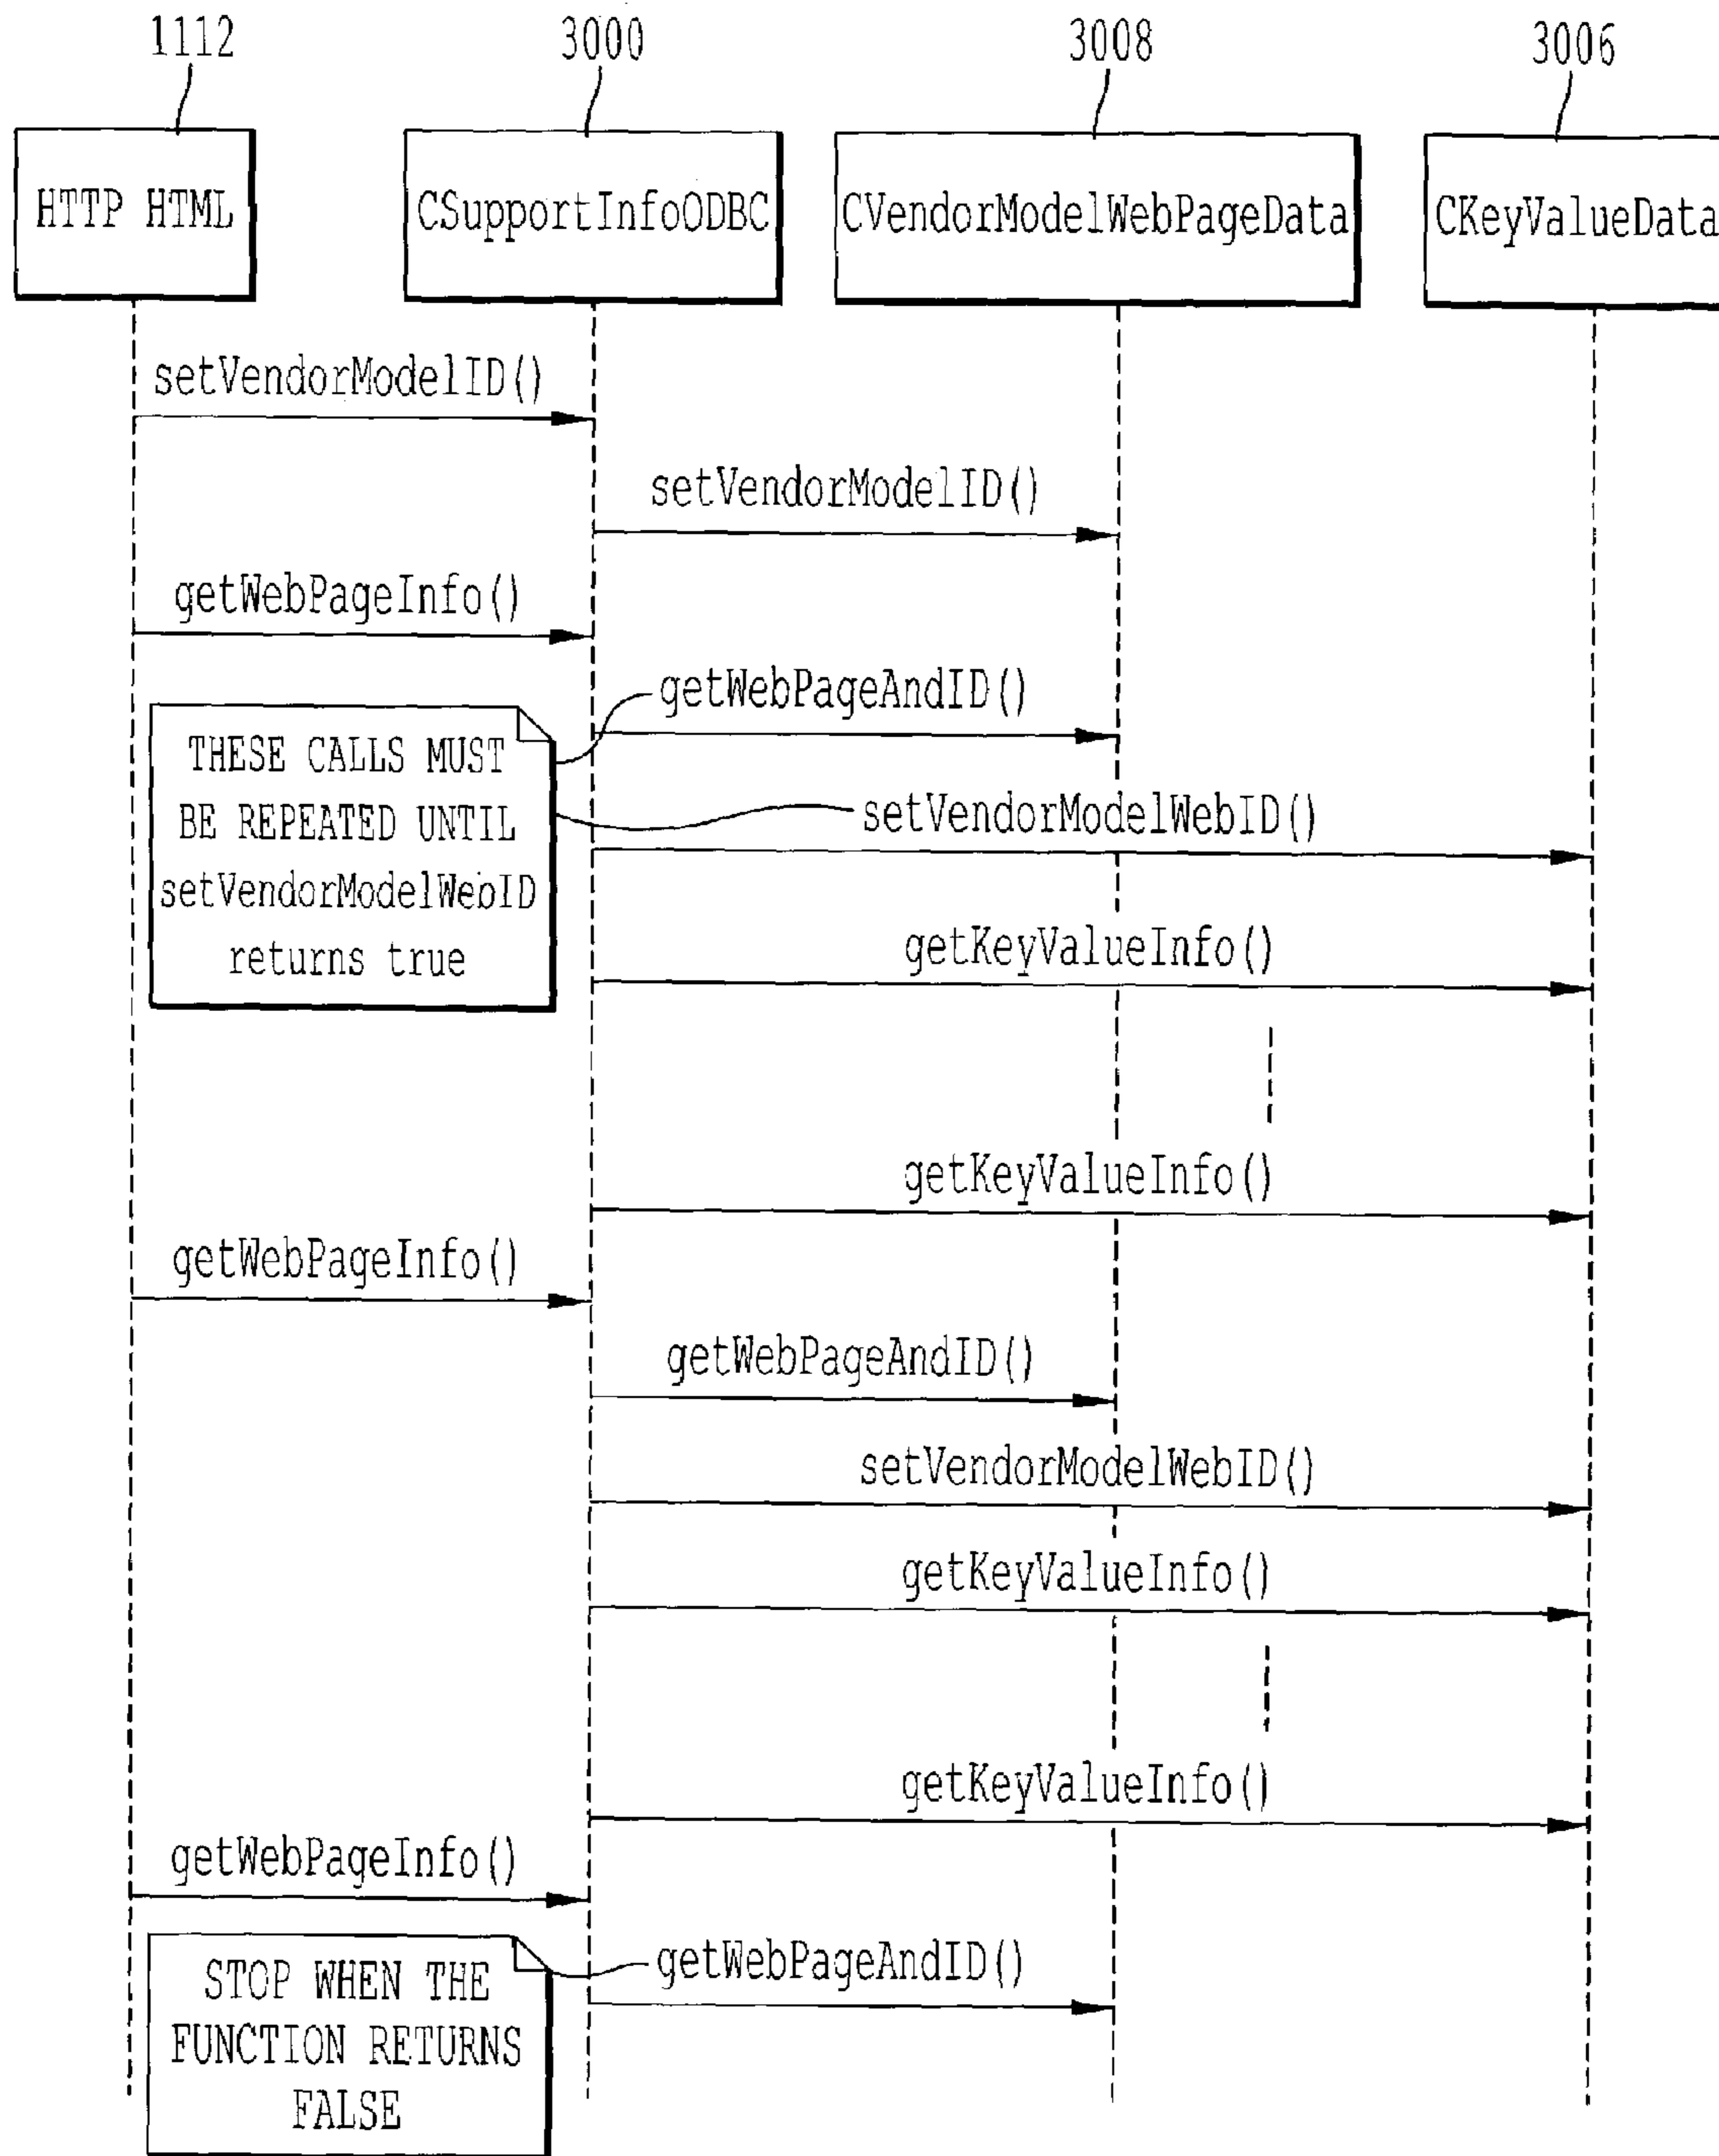 1112
3000
3008
3006
HTTP HTML
CSupportInfoODBC
CVendorModelWebPageData
CKeyValueData
setVendorModelID()
setVendorModelID()
getWebPageInfo()
getWebPageAndID()
THESE CALLS MUST
BE REPEATED UNTIL
setVendorModelWebID
returns true
setVendorModelWebID()
getKeyValueInfo()
getKeyValueInfo()
getWebPageInfo()
getWebPageAndID()
setVendorModelWebID()
getKeyValueInfo()
getKeyValueInfo()
getWebPageInfo()
getWebPageAndID()
STOP WHEN THE
FUNCTION RETURNS
FALSE